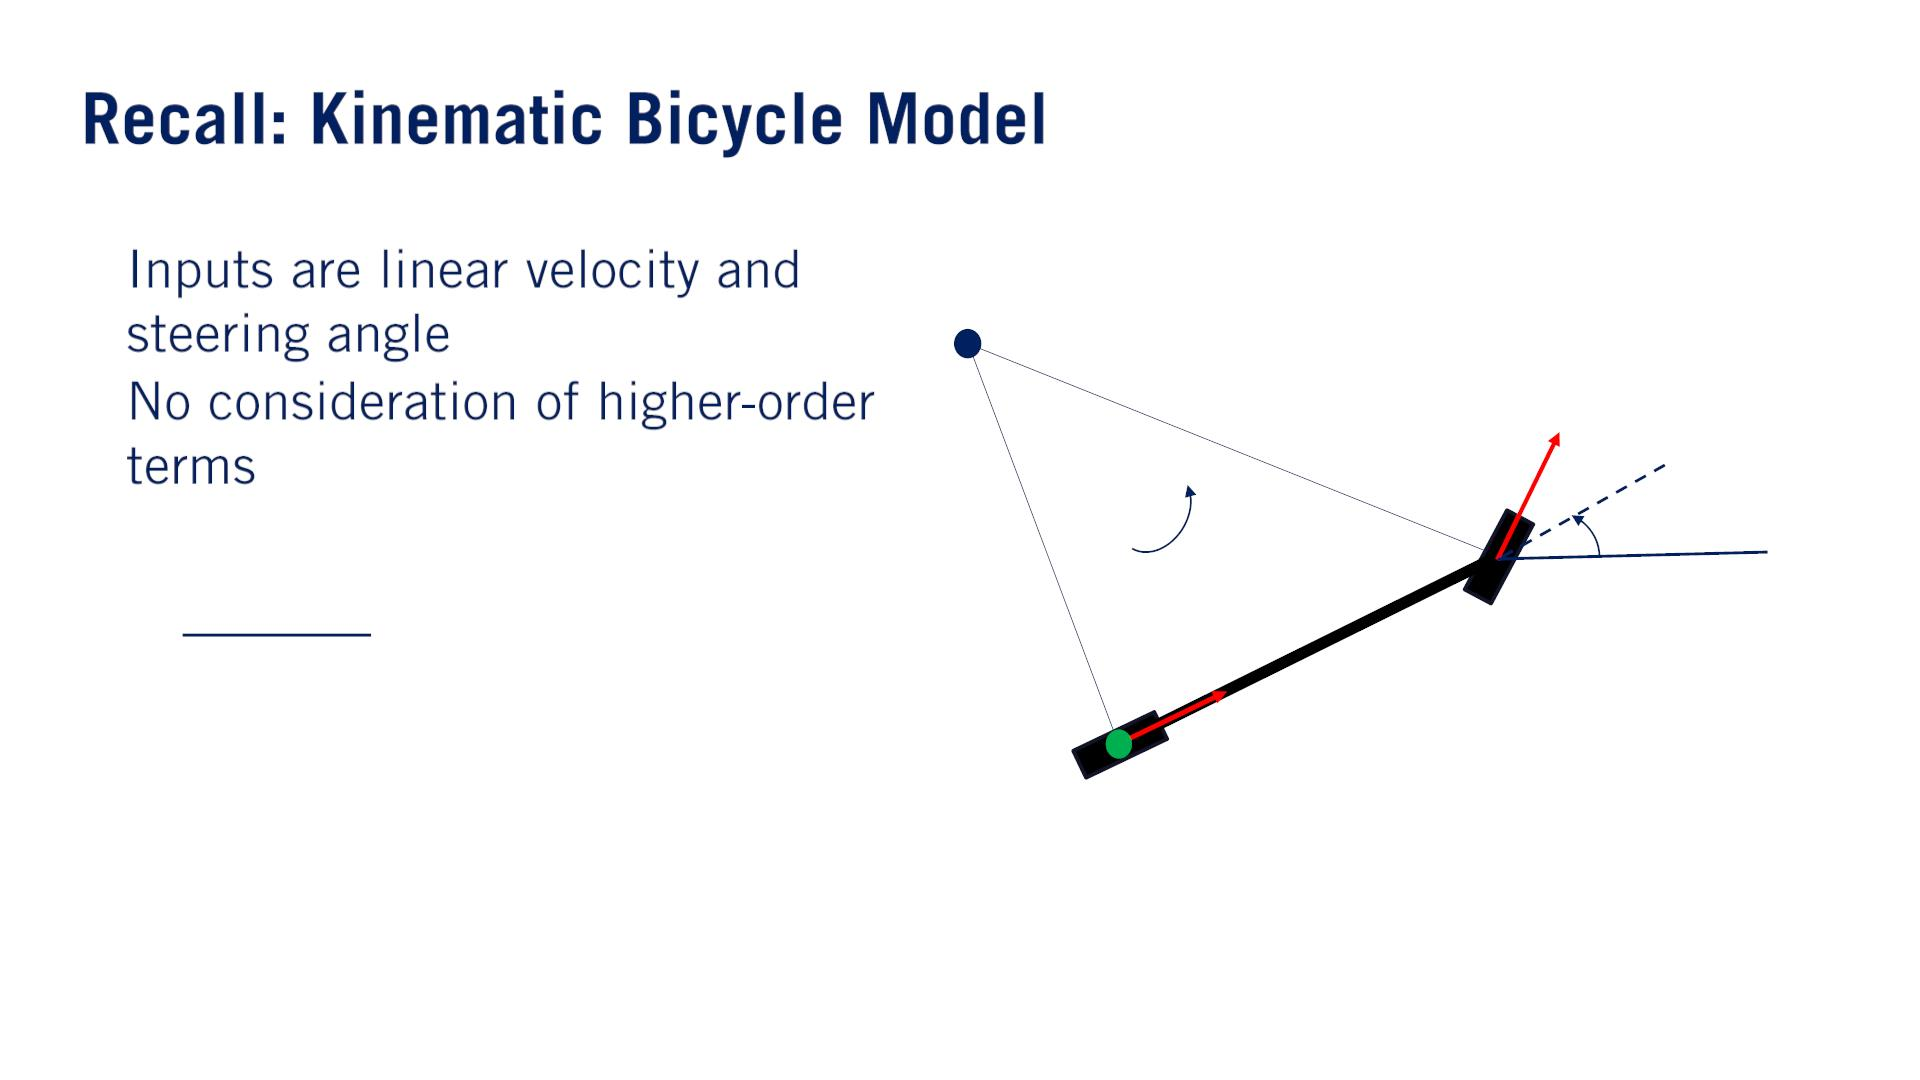 Recall: Kinematic Bicycle Model
Inputs are linear velocity and
steering angle
No consideration of higher-order
terms